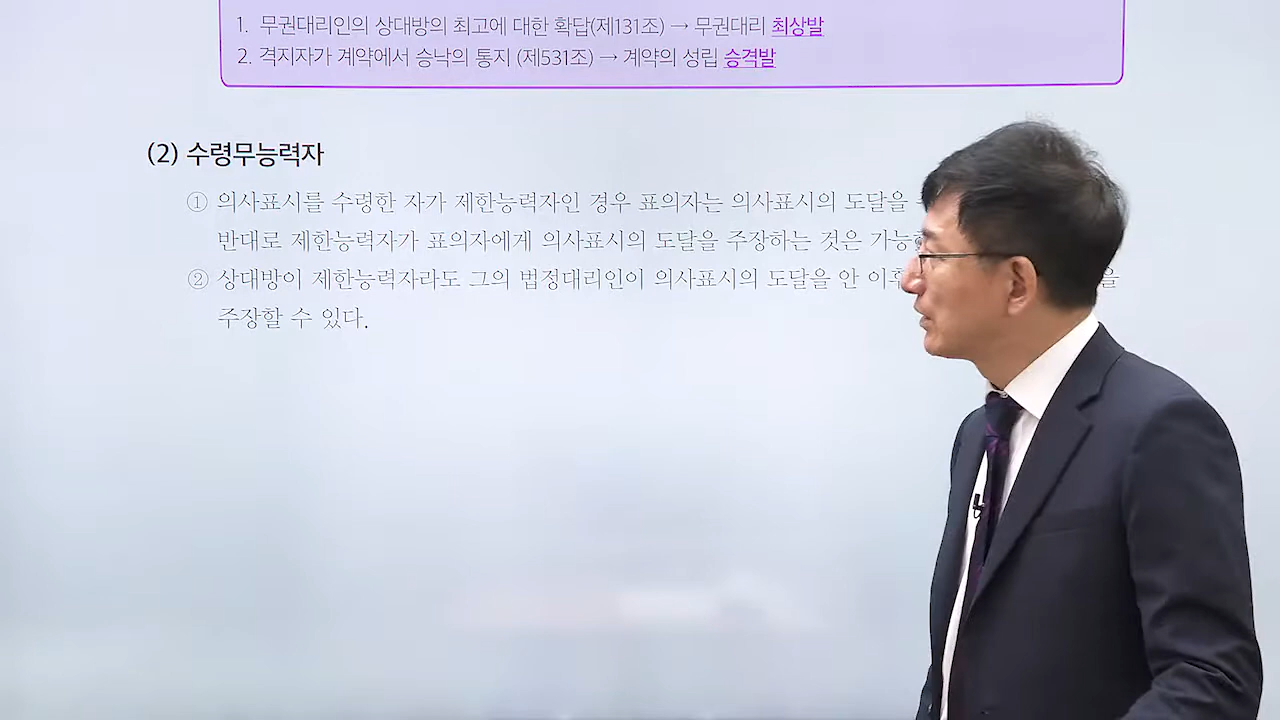 1. 무권대리인의 상대방의 최고에 대한 확답(제131조) → 무권대리 최상발
2. 격지자가 계약에서 승낙의 통지 (제531조) → 계약의 성립 승격발
(2) 수령무능력자
① 의사표시를 수령한 자가 제한능력자인 경우 표의자는 의사표시의 도달을
반대로 제한능력자가 표의자에게 의사표시의 도달을 주장하는 것은
② 상대방이 제한능력자라도 그의 법정대리인이 의사표시의 도달을 안
주장할 수 있다.